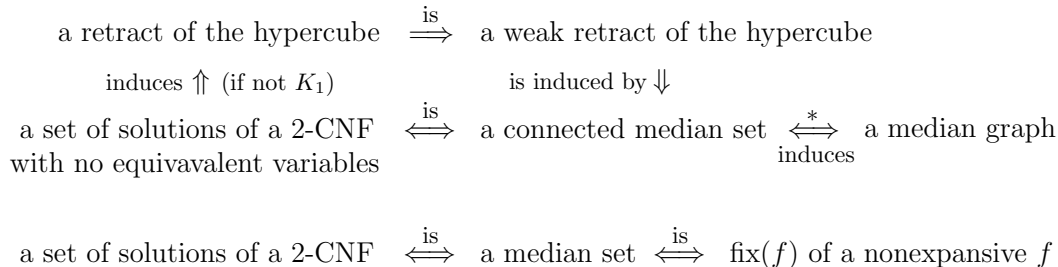 is
a retract of the hypercube ⟹ a weak retract of the hypercube
induces ⇑ (if not K₁) is induced by ⇓
is *
a set of solutions of a 2-CNF ⟺ a connected median set ⟺ a median graph
with no equivavalent variables induces
is is
a set of solutions of a 2-CNF ⟺ a median set ⟺ fix(f) of a nonexpansive f